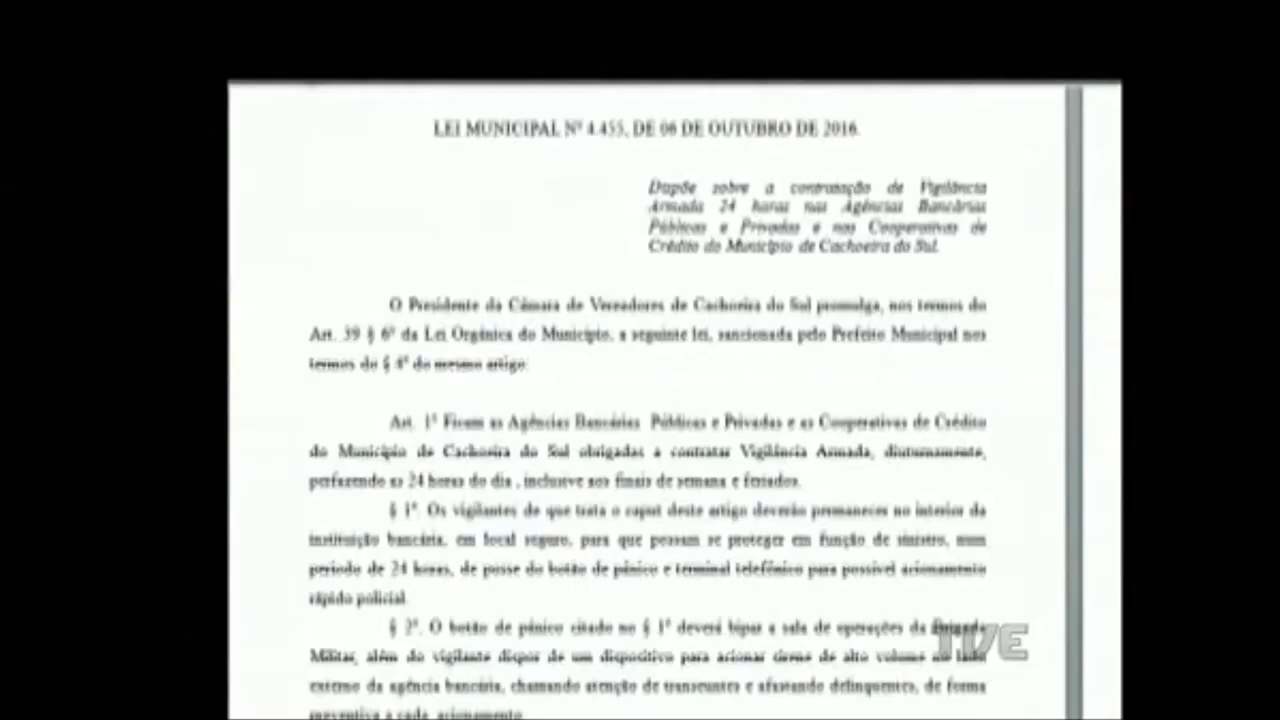 LEI MUNICIPAL Nº 4.455, DE 06 DE OUTUBRO DE 2016.
Dispõe sobre a contratação de Vigilância
Armada 24 horas nas Agências Bancárias
Públicas e Privadas e nas Cooperativas de
Crédito do Município de Cachoeira do Sul.
O Presidente da Câmara de Vereadores de Cachoeira do Sul promulga, nos termos do
Art. 39 § 6º da Lei Orgânica do Município, a seguinte lei, sancionada pelo Prefeito Municipal nos
termos do § 4º do mesmo artigo:
Art. 1º Ficam as Agências Bancárias Públicas e Privadas e as Cooperativas de Crédito
do Município de Cachoeira do Sul obrigadas a contratar Vigilância Armada, diuturnamente,
perfazendo as 24 horas do dia , inclusive aos finais de semana e feriados.
§ 1º. Os vigilantes de que trata o caput deste artigo deverão permanecer no interior da
instituição bancária, em local seguro, para que possam se proteger em função de sinistro, num
período de 24 horas, de posse do botão de pânico e terminal telefônico para possível acionamento
rápido policial.
§ 2º. O botão de pânico citado no § 1º deverá bipar a sala de operações da Brigada
Militar, além do vigilante dispor de um dispositivo para acionar sirene de alto volume no lado
externo da agência bancária, chamando atenção de transeuntes e afastando delinquentes, de forma
preventiva a cada acionamento.
TVE